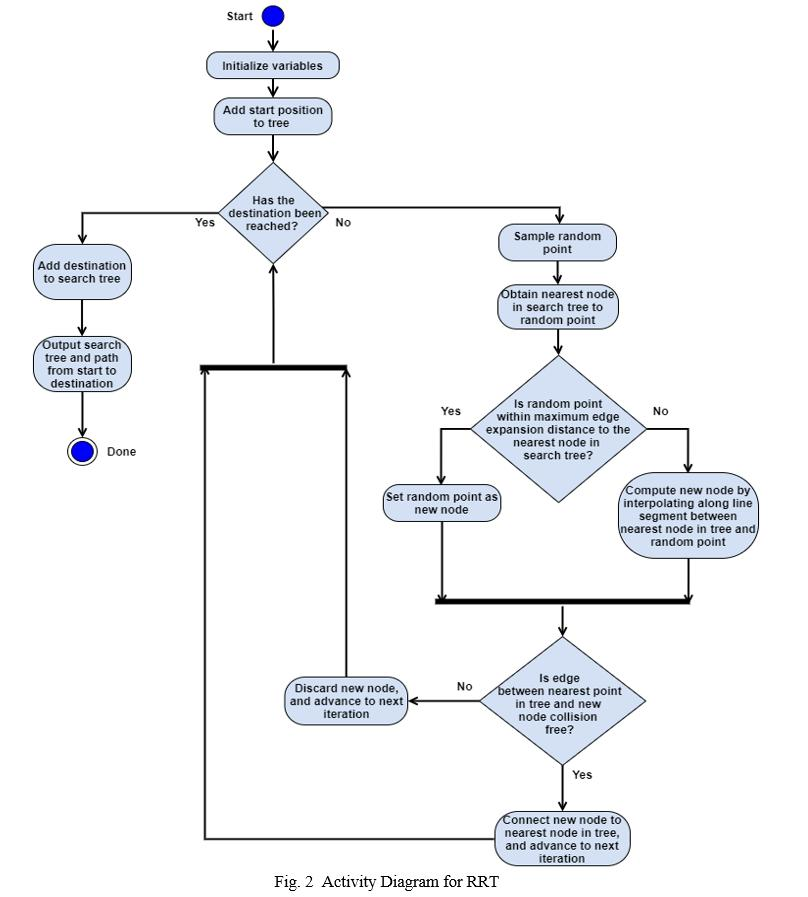 Start
Initialize variables
Add start position
to tree
Has the
destination been
reached?
Yes
No
Add destination
to search tree
Output search
tree and path
from start to
destination
Done
Sample random
point
Obtain nearest node
in search tree to
random point
Is random point
within maximum edge
expansion distance to the
nearest node in
search tree?
Yes
No
Set random point as
new node
Compute new node by
interpolating along line
segment between
nearest node in tree and
random point
Is edge
between nearest point
in tree and new
node collision
free?
No
Yes
Discard new node,
and advance to next
iteration
Connect new node to
nearest node in tree,
and advance to next
iteration
Fig. 2 Activity Diagram for RRT